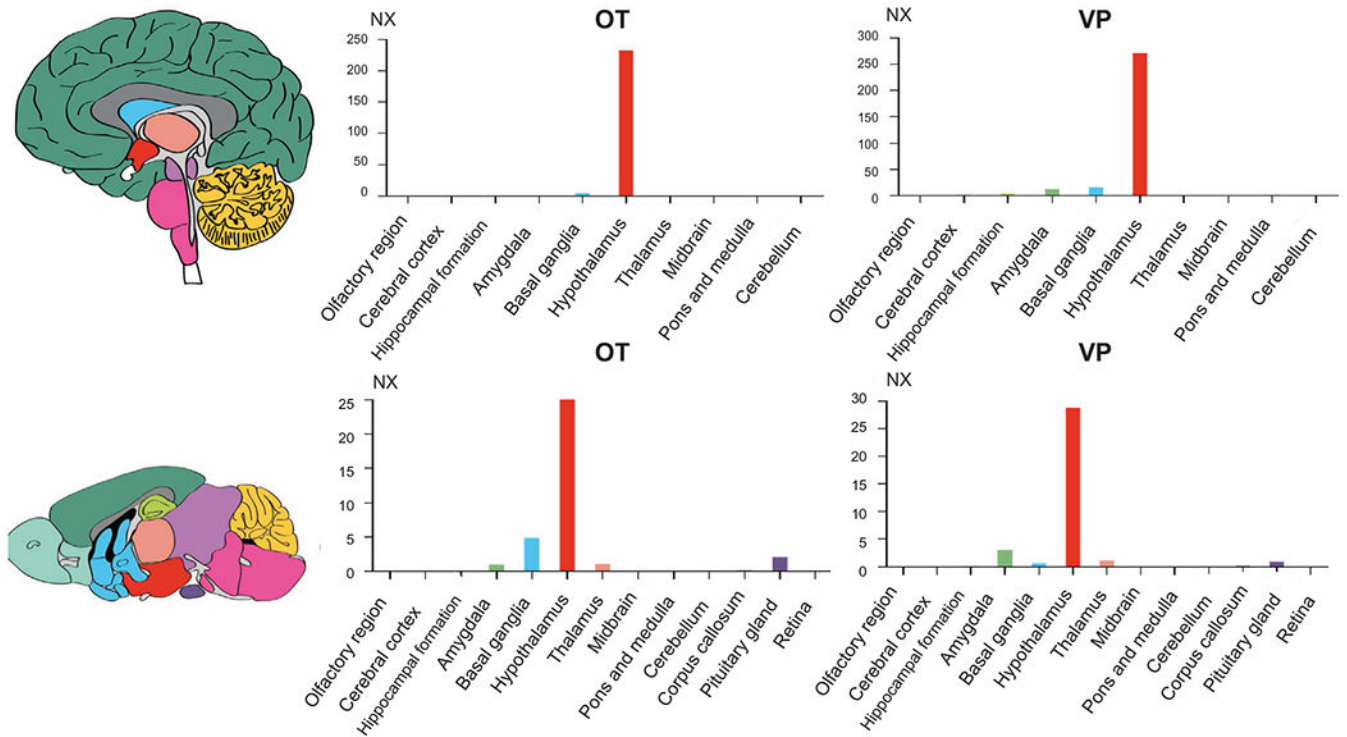 NX
OT
250
200
150
100
50
0
Olfactory region
Cerebral cortex
Hippocampal formation
Amygdala
Basal ganglia
Hypothalamus
Thalamus
Midbrain
Pons and medulla
Cerebellum
NX
VP
300
250
200
150
100
50
0
Olfactory region
Cerebral cortex
Hippocampal formation
Amygdala
Basal ganglia
Hypothalamus
Thalamus
Midbrain
Pons and medulla
Cerebellum
OT
NX
25
20
15
10
5
0
Olfactory region
Cerebral cortex
Hippocampal formation
Amygdala
Basal ganglia
Hypothalamus
Thalamus
Midbrain
Pons and medulla
Cerebellum
Corpus callosum
Pituitary gland
Retina
VP
NX
30
25
20
15
10
5
0
Olfactory region
Cerebral cortex
Hippocampal formation
Amygdala
Basal ganglia
Hypothalamus
Thalamus
Midbrain
Pons and medulla
Cerebellum
Corpus callosum
Pituitary gland
Retina